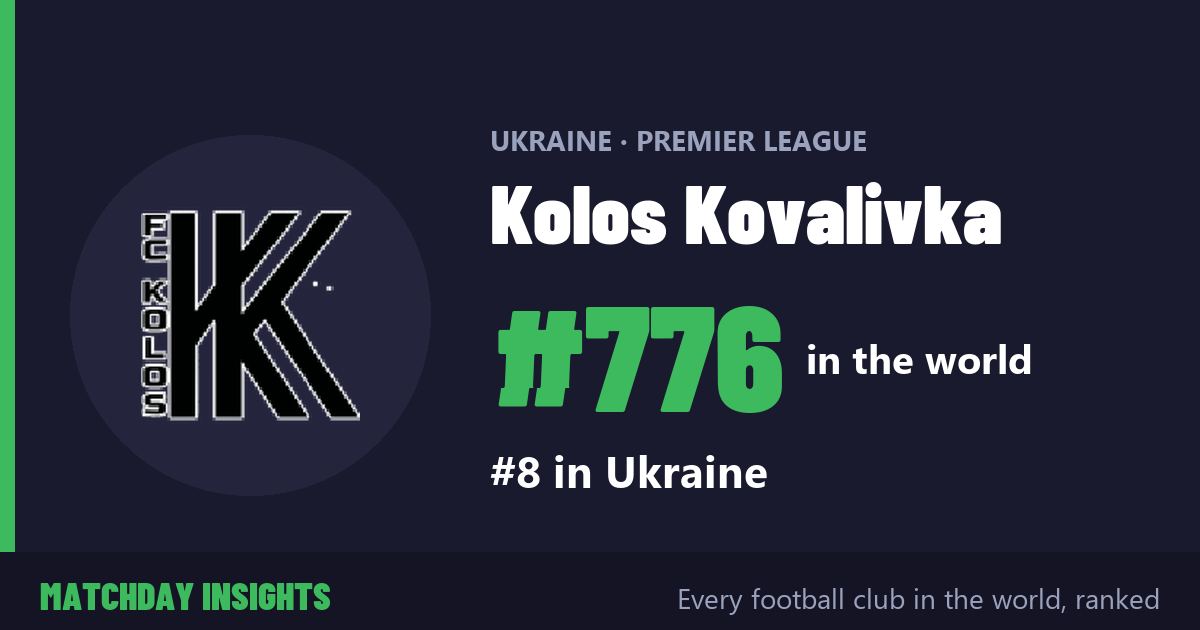 UKRAINE · PREMIER LEAGUE
Kolos Kovalivka
FC KOLOS
#776 in the world
#8 in Ukraine
MATCHDAY INSIGHTS
Every football club in the world, ranked